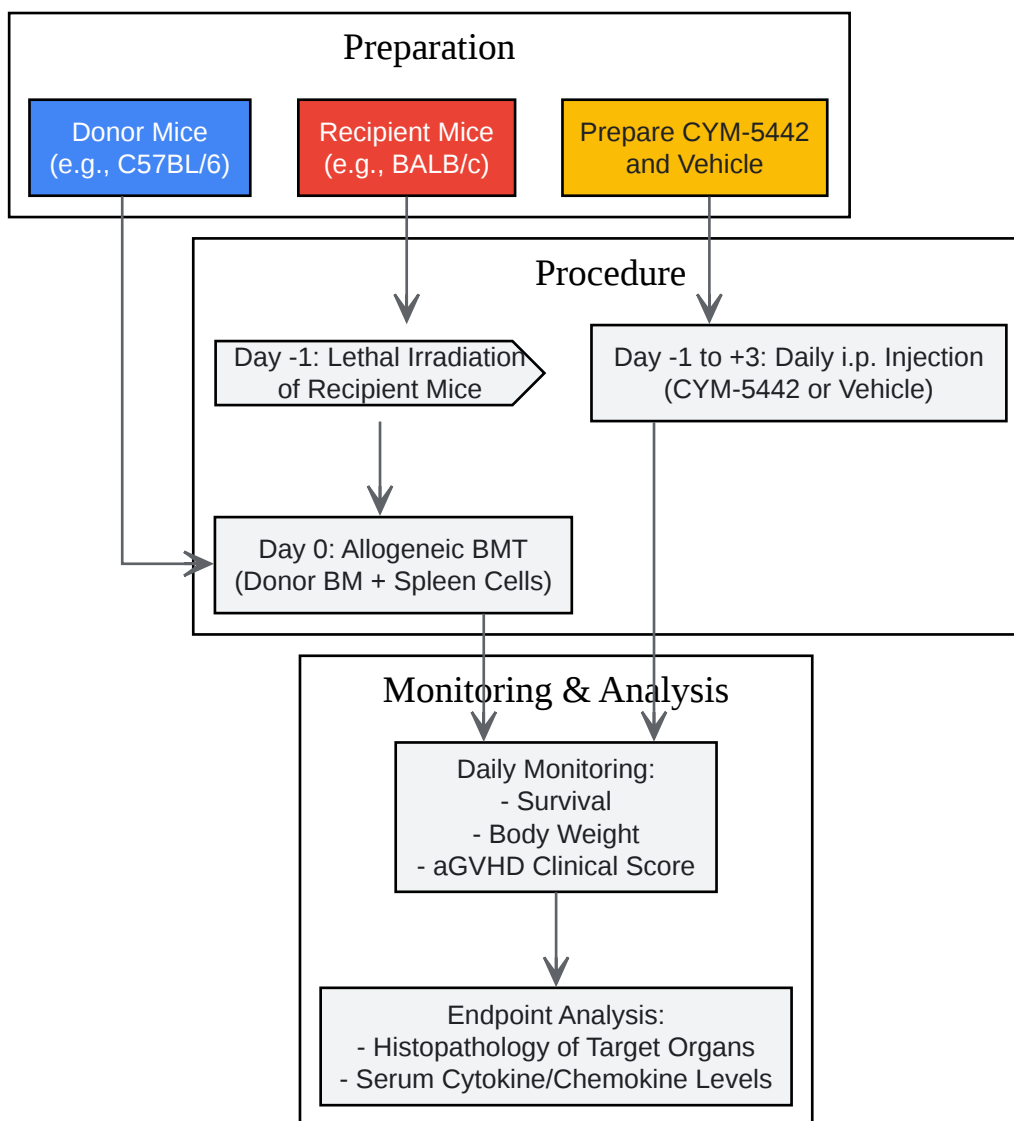 Preparation
Donor Mice
(e.g., C57BL/6)
Recipient Mice
(e.g., BALB/c)
Prepare CYM-5442
and Vehicle
Procedure
Day -1: Lethal Irradiation
of Recipient Mice
Day -1 to +3: Daily i.p. Injection
(CYM-5442 or Vehicle)
Day 0: Allogeneic BMT
(Donor BM + Spleen Cells)
Monitoring & Analysis
Daily Monitoring:
- Survival
- Body Weight
- aGVHD Clinical Score
Endpoint Analysis:
- Histopathology of Target Organs
- Serum Cytokine/Chemokine Levels